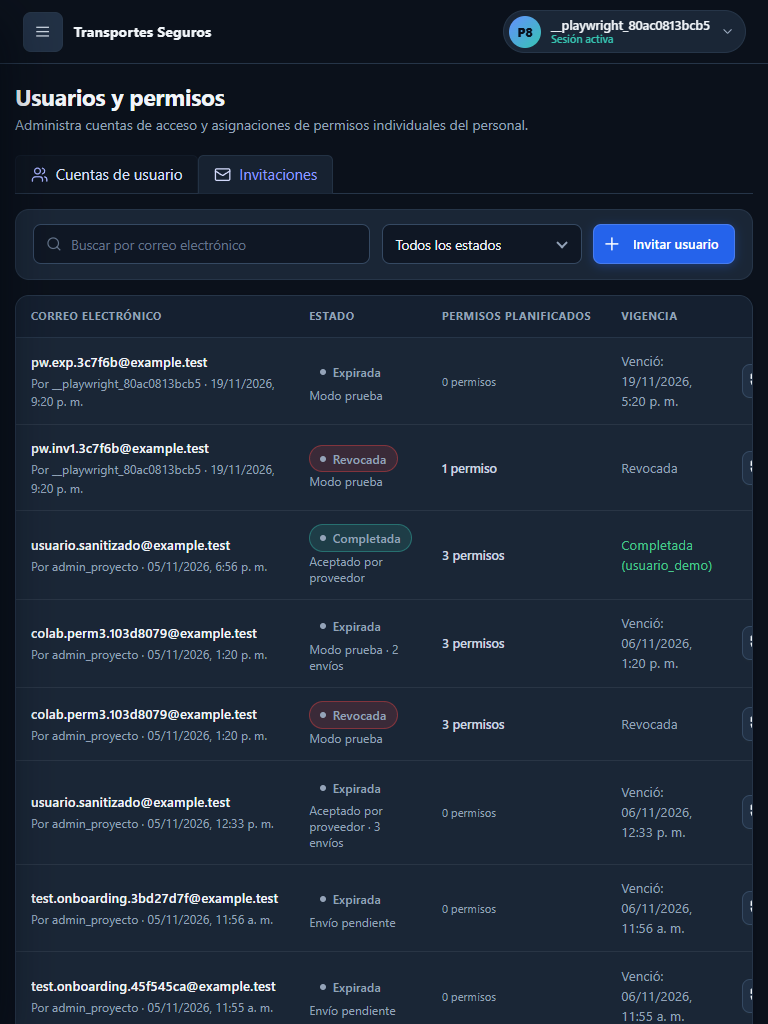 Transportes Seguros
P8
__playwright_80ac0813bcb5
Sesión activa
Usuarios y permisos
Administra cuentas de acceso y asignaciones de permisos individuales del personal.
Cuentas de usuario
Invitaciones
Buscar por correo electrónico
Todos los estados
Invitar usuario
CORREO ELECTRÓNICO
ESTADO
PERMISOS PLANIFICADOS
VIGENCIA
pw.exp.3c7f6b@example.test
Por __playwright_80ac0813bcb5 · 19/11/2026,
9:20 p. m.
Expirada
Modo prueba
0 permisos
Venció:
19/11/2026,
5:20 p. m.
pw.inv1.3c7f6b@example.test
Por __playwright_80ac0813bcb5 · 19/11/2026,
9:20 p. m.
Revocada
Modo prueba
1 permiso
Revocada
usuario.sanitizado@example.test
Por admin_proyecto · 05/11/2026, 6:56 p. m.
Completada
Aceptado por
proveedor
3 permisos
Completada
(usuario_demo)
colab.perm3.103d8079@example.test
Por admin_proyecto · 05/11/2026, 1:20 p. m.
Expirada
Modo prueba · 2
envíos
3 permisos
Venció:
06/11/2026,
1:20 p. m.
colab.perm3.103d8079@example.test
Por admin_proyecto · 05/11/2026, 1:20 p. m.
Revocada
Modo prueba
3 permisos
Revocada
usuario.sanitizado@example.test
Por admin_proyecto · 05/11/2026, 12:33 p. m.
Expirada
Aceptado por
proveedor · 3
envíos
0 permisos
Venció:
06/11/2026,
12:33 p. m.
test.onboarding.3bd27d7f@example.test
Por admin_proyecto · 05/11/2026, 11:56 a. m.
Expirada
Envío pendiente
0 permisos
Venció:
06/11/2026,
11:56 a. m.
test.onboarding.45f545ca@example.test
Por admin_proyecto · 05/11/2026, 11:55 a. m.
Expirada
Envío pendiente
0 permisos
Venció:
06/11/2026,
11:55 a. m.